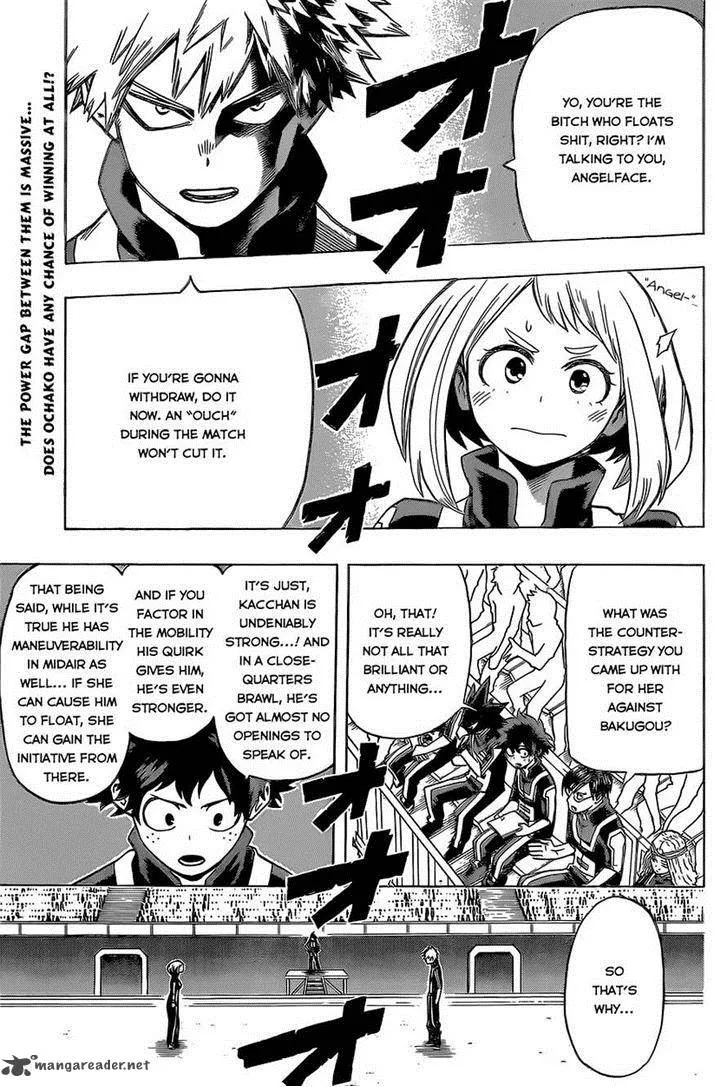 THE POWER GAP BETWEEN THEM IS MASSIVE...
DOES OCHAKO HAVE ANY CHANCE OF WINNING AT ALL!?
YO, YOU'RE THE
BITCH WHO FLOATS
SHIT, RIGHT? I'M
TALKING TO YOU,
ANGELFACE.
オ
オ
"Angel-"
IF YOU'RE GONNA
WITHDRAW, DO IT
NOW. AN "OUCH"
DURING THE MATCH
WON'T CUT IT.
オ
オ
THAT BEING
SAID, WHILE IT'S
TRUE HE HAS
MANEUVERABILITY
IN MIDAIR AS
WELL... IF SHE
CAN CAUSE HIM
TO FLOAT, SHE
CAN GAIN THE
INITIATIVE FROM
THERE.
AND IF YOU
FACTOR IN
THE MOBILITY
HIS QUIRK
GIVES HIM,
HE'S EVEN
STRONGER.
IT'S JUST,
KACCHAN IS
UNDENIABLY
STRONG...! AND
IN A CLOSE-
QUARTERS
BRAWL, HE'S
GOT ALMOST NO
OPENINGS TO
SPEAK OF.
OH, THAT!
IT'S REALLY
NOT ALL THAT
BRILLIANT OR
ANYTHING...
WHAT WAS
THE COUNTER-
STRATEGY YOU
CAME UP WITH
FOR HER
AGAINST
BAKUGOU?
オ
オ
オ
SO
THAT'S
WHY...
mangareader.net